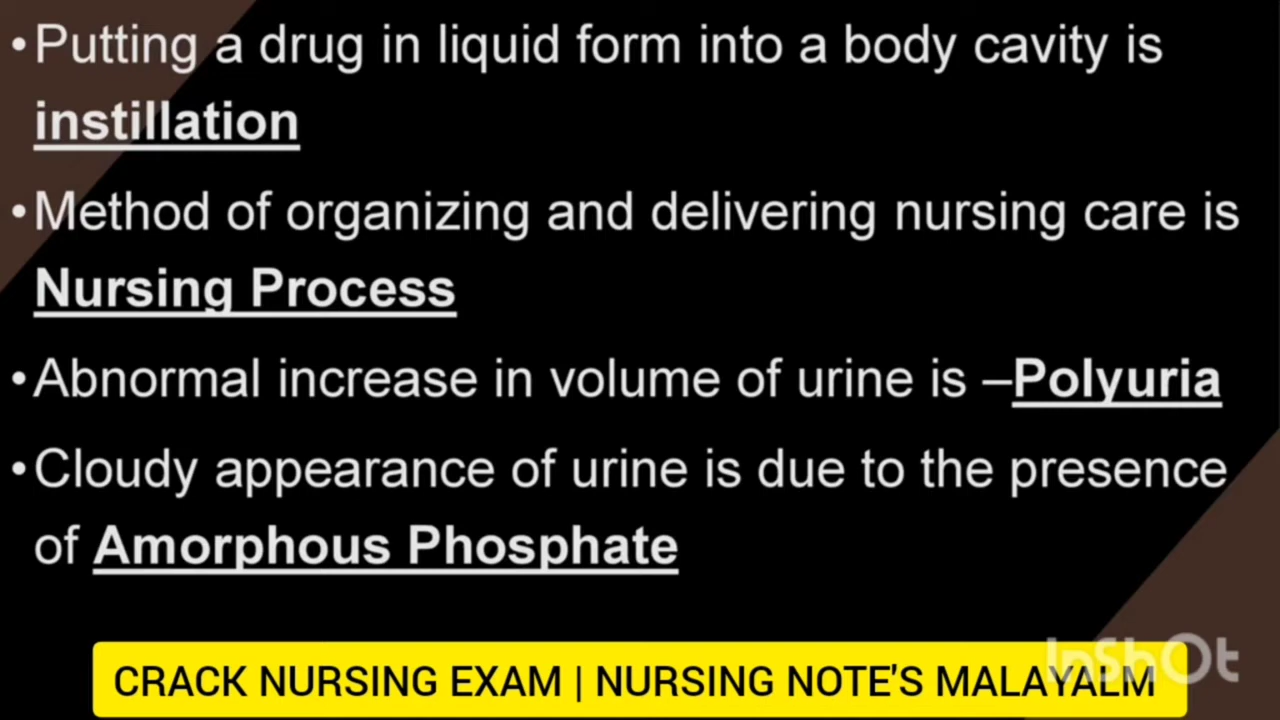 •Putting a drug in liquid form into a body cavity is
instillation
•Method of organizing and delivering nursing care is
Nursing Process
•Abnormal increase in volume of urine is –Polyuria
•Cloudy appearance of urine is due to the presence
of Amorphous Phosphate
InShOt
CRACK NURSING EXAM | NURSING NOTE'S MALAYALM